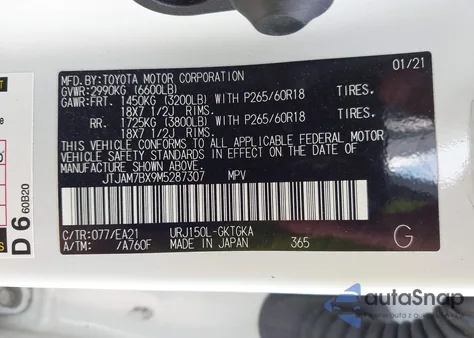 MFD.BY:TOYOTA MOTOR CORPORATION 01/21
GVWR:2990KG (6600LB)
GAWR:FRT. 1450KG (3200LB) WITH P265/60R18 TIRES.
18X7 1/2J RIMS.
RR. 1725KG (3800LB) WITH P265/60R18 TIRES.
18X7 1/2J RIMS.
THIS VEHICLE CONFORMS TO ALL APPLICABLE FEDERAL MOTOR
VEHICLE SAFETY STANDARDS IN EFFECT ON THE DATE OF
MANUFACTURE SHOWN ABOVE.
JTJAM7BX9M5287307 MPV
C/TR:077/EA21 URJ150L-GKTGKA
A/TM: /A760F MADE IN JAPAN 365
G
D 6 60B20
autaSnap